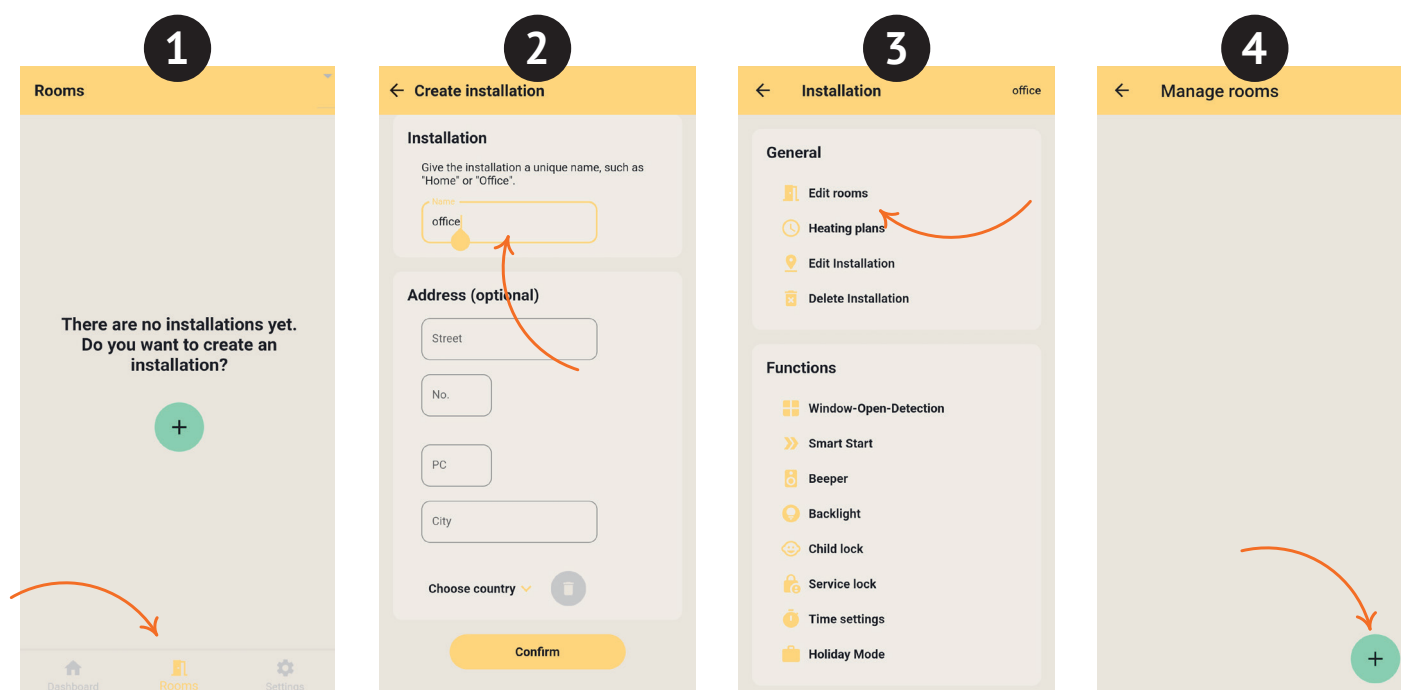 1
Rooms
There are no installations yet.
Do you want to create an
installation?
+
Dashboard
Rooms
Settings
2
Create installation
Installation
Give the installation a unique name, such as
"Home" or "Office".
Name
office
Address (optional)
Street
No.
PC
City
Choose country
Confirm
3
Installation
office
General
Edit rooms
Heating plans
Edit Installation
Delete Installation
Functions
Window-Open-Detection
Smart Start
Beeper
Backlight
Child lock
Service lock
Time settings
Holiday Mode
4
Manage rooms
+